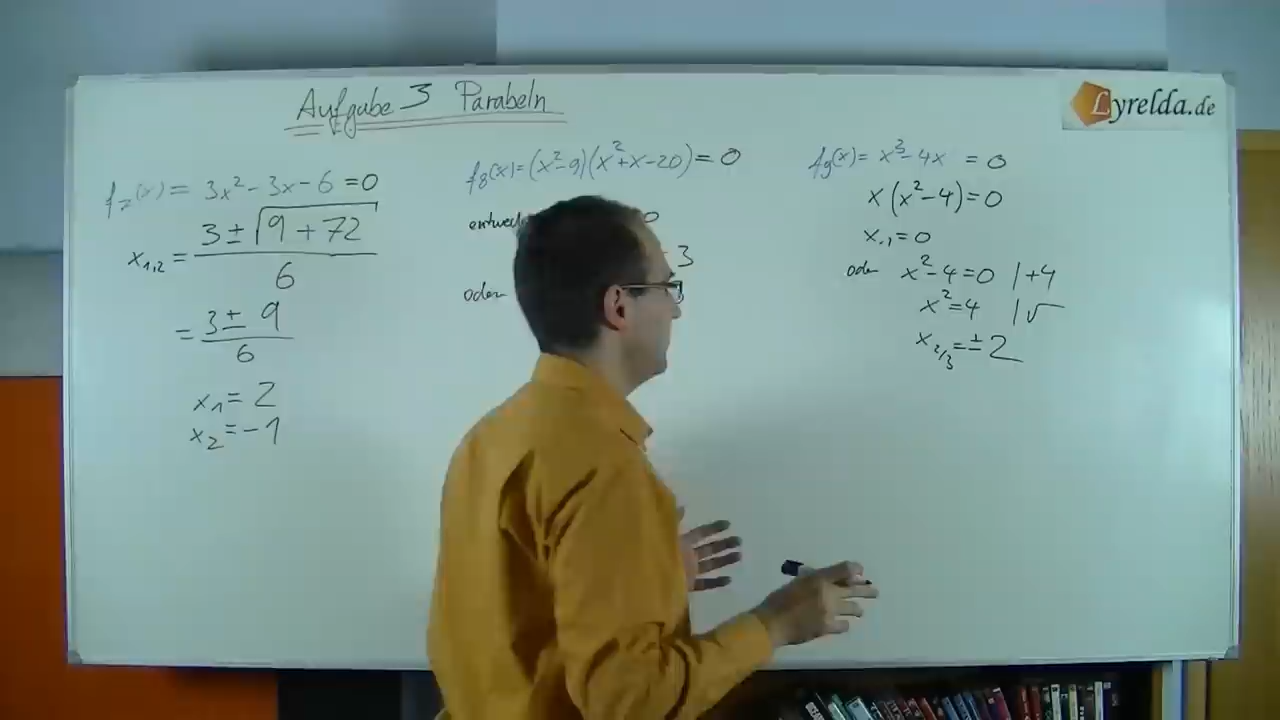 Aufgabe 3 Parabeln
Lyrelda.de
f₇(x) = 3x² - 3x - 6 = 0
x₁,₂ = (3 ± √(9 + 72)) / 6
= (3 ± 9) / 6
x₁ = 2
x₂ = -1
f₈(x) = (x² - 9)(x² + x - 20) = 0
0
3
oder
f₉(x) = x³ - 4x = 0
x(x² - 4) = 0
x₁ = 0
oder x² - 4 = 0 | +4
x² = 4 | √
x₂/₃ = ± 2